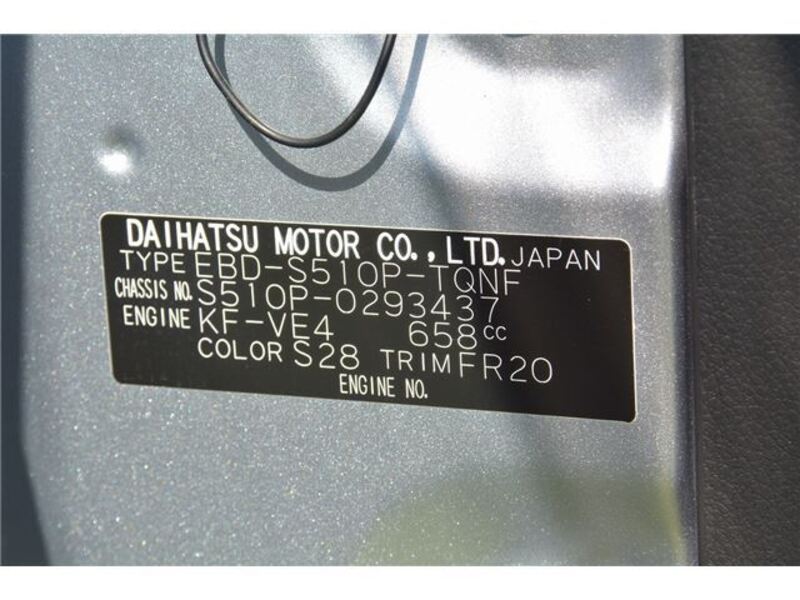 DAIHATSU MOTOR CO.,LTD. JAPAN
TYPE EBD-S510P-TQNF
CHASSIS NO. S510P-0293437
ENGINE KF-VE4 658cc
COLOR S28 TRIM FR20
ENGINE NO.